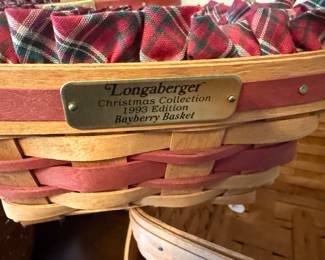 Longaberger
Christmas Collection
1993 Edition
Bayberry Basket